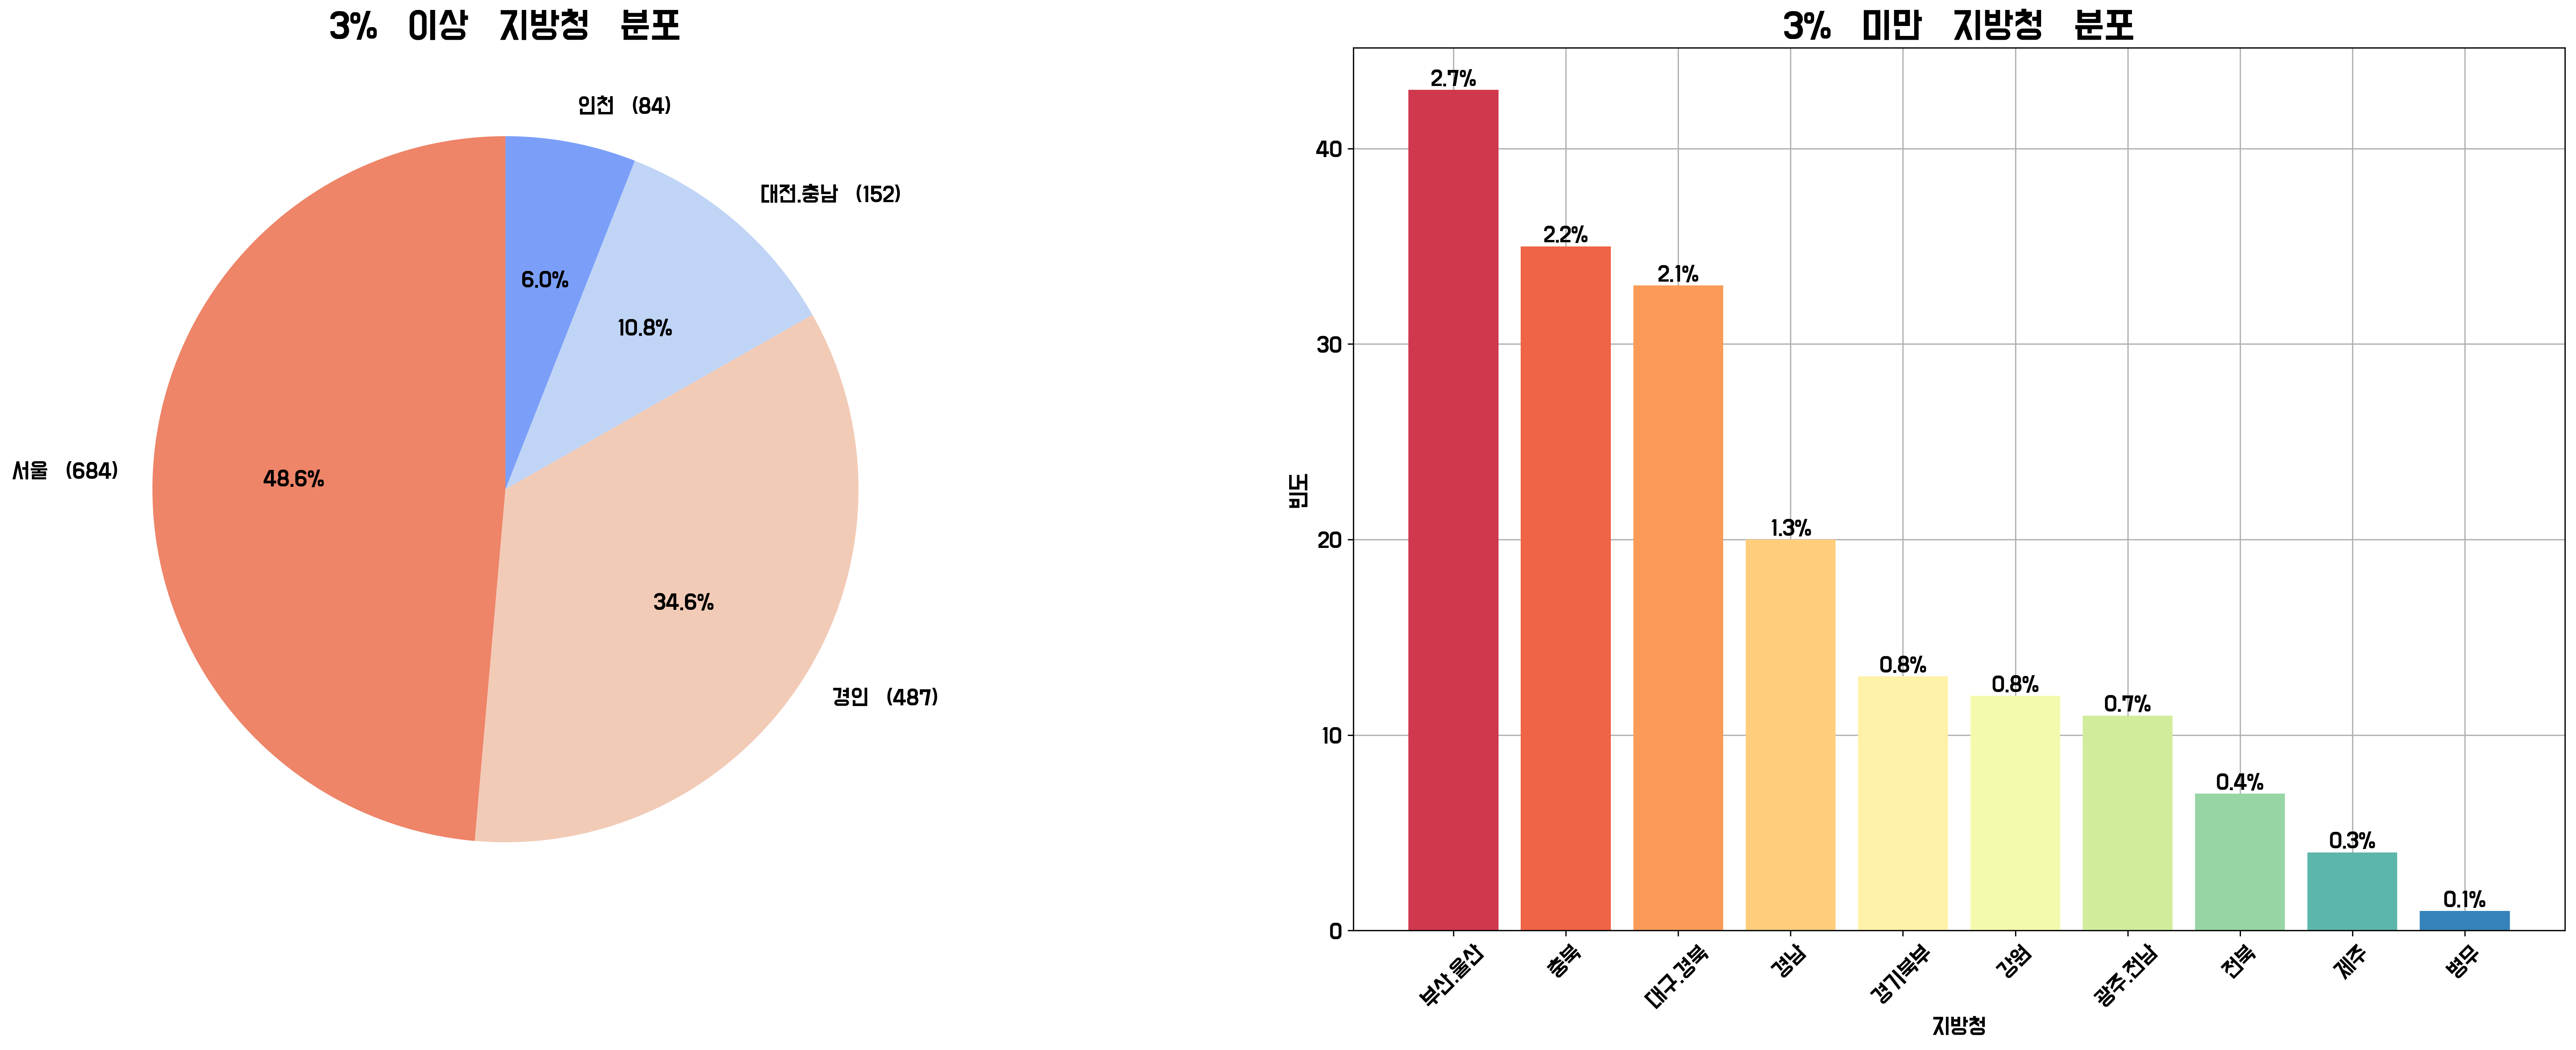 3% 이상 지방청 분포
인천 (84)
대전.충남 (152)
6.0%
10.8%
서울 (684)
48.6%
34.6%
경인 (487)
3% 미만 지방청 분포
2.7%
2.2%
2.1%
1.3%
0.8%
0.8%
0.7%
0.4%
0.3%
0.1%
40
30
20
10
0
빈도
부산.울산
충북
대구.경북
경남
경기북부
강원
광주.전남
전북
제주
병무
지방청